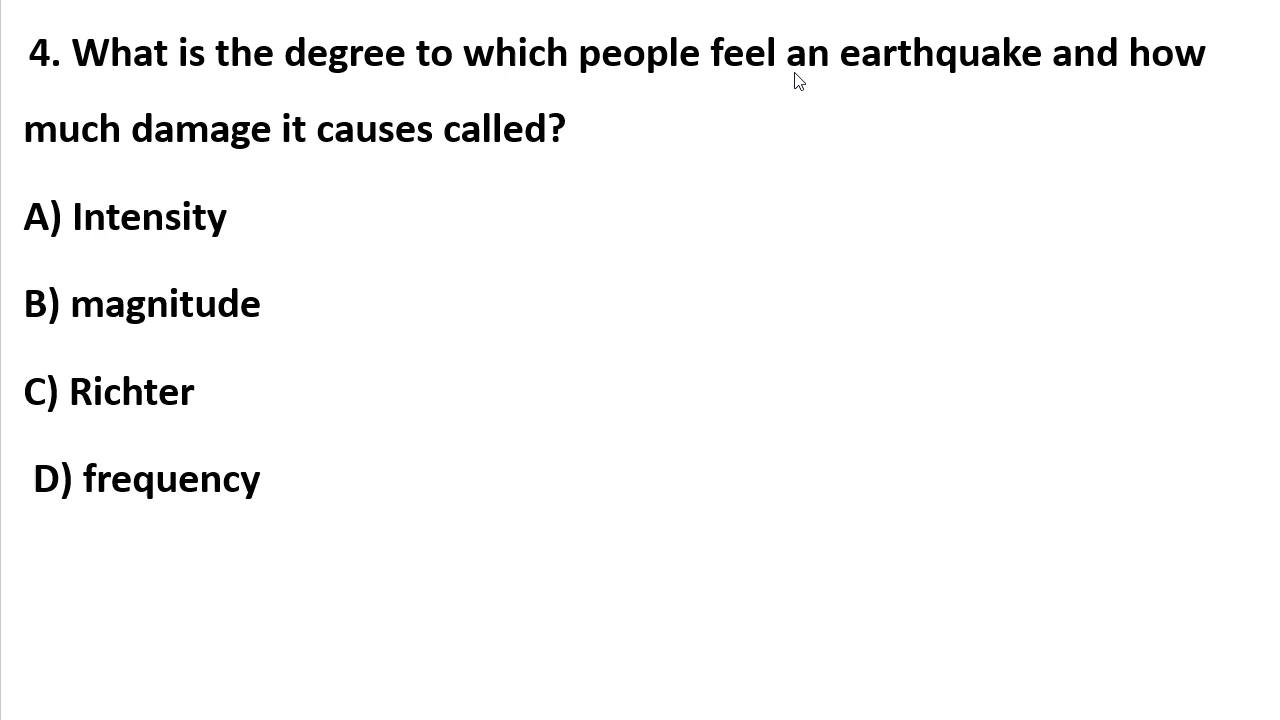 4. What is the degree to which people feel an earthquake and how
much damage it causes called?
A) Intensity
B) magnitude
C) Richter
D) frequency